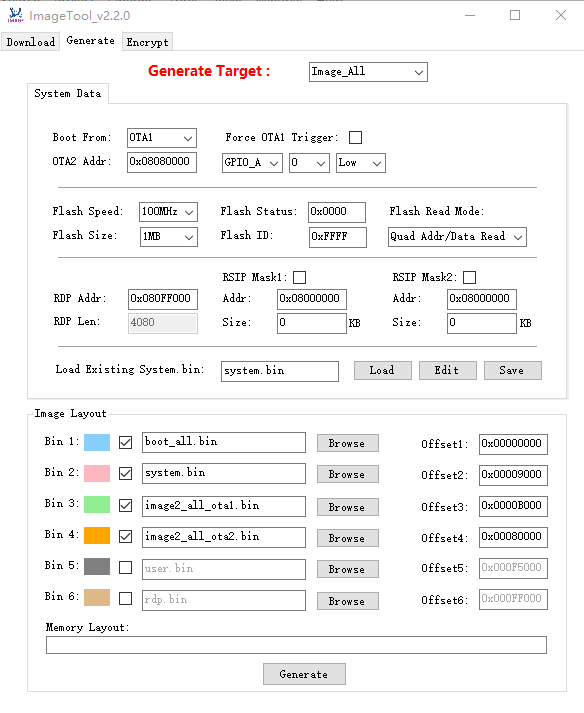 ImageTool_v2.2.0
Download Generate Encrypt
Generate Target : Image_All
System Data
Boot From: OTA1 Force OTA1 Trigger:
OTA2 Addr: 0x08080000 GPIO_A 0 Low
Flash Speed: 100MHz Flash Status: 0x0000 Flash Read Mode:
Flash Size: 1MB Flash ID: 0xFFFF Quad Addr/Data Read
RSIP Mask1: RSIP Mask2:
RDP Addr: 0x080FF000 Addr: 0x08000000 Addr: 0x08000000
RDP Len: 4080 Size: 0 KB Size: 0 KB
Load Existing System.bin: system.bin Load Edit Save
Image Layout
Bin 1: boot_all.bin Browse Offset1: 0x00000000
Bin 2: system.bin Browse Offset2: 0x00009000
Bin 3: image2_all_ota1.bin Browse Offset3: 0x0000B000
Bin 4: image2_all_ota2.bin Browse Offset4: 0x00080000
Bin 5: user.bin Browse Offset5: 0x000F5000
Bin 6: rdp.bin Browse Offset6: 0x000FF000
Memory Layout:
Generate